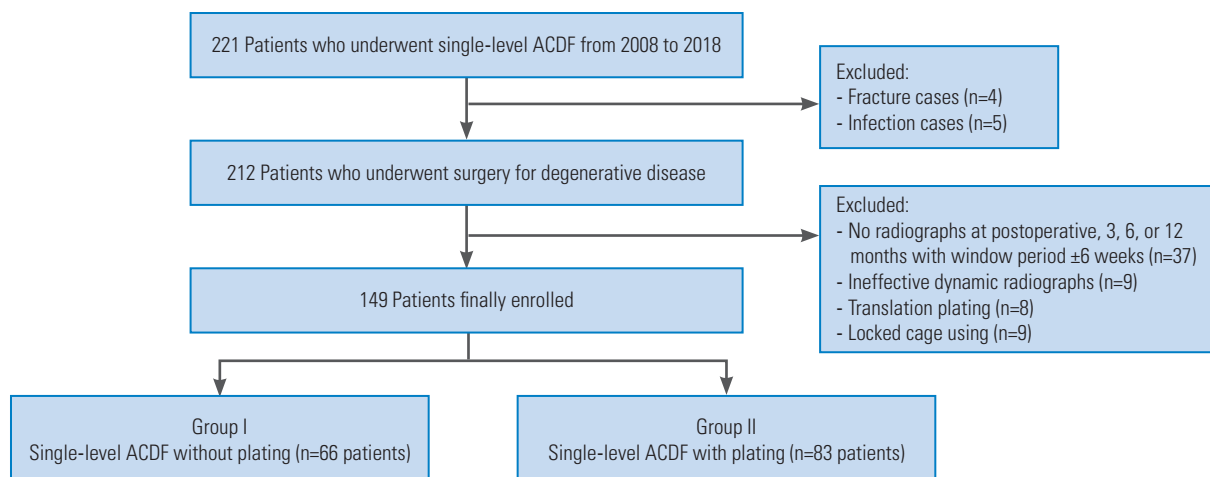 221 Patients who underwent single-level ACDF from 2008 to 2018
Excluded:
- Fracture cases (n=4)
- Infection cases (n=5)
212 Patients who underwent surgery for degenerative disease
Excluded:
- No radiographs at postoperative, 3, 6, or 12
months with window period ±6 weeks (n=37)
- Ineffective dynamic radiographs (n=9)
- Translation plating (n=8)
- Locked cage using (n=9)
149 Patients finally enrolled
Group I
Single-level ACDF without plating (n=66 patients)
Group II
Single-level ACDF with plating (n=83 patients)